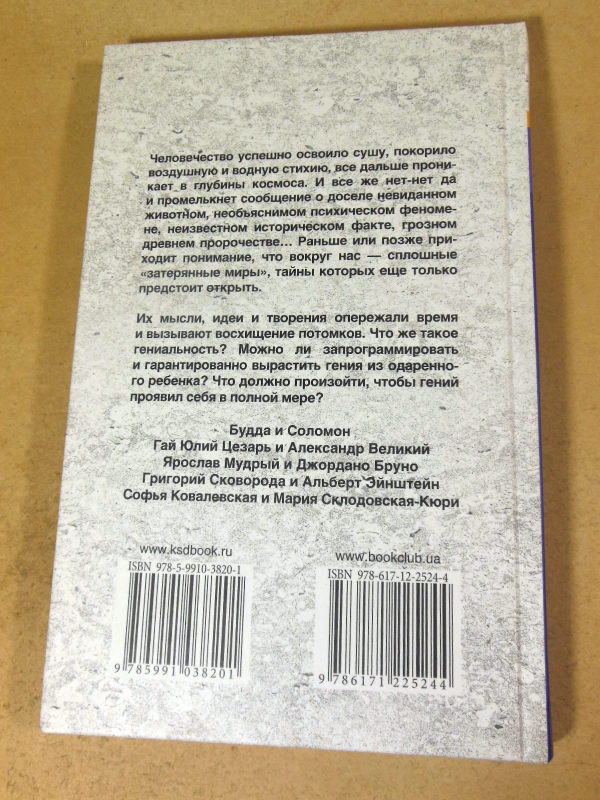 Человечество успешно освоило сушу, покорило
воздушную и водную стихию, все дальше прони-
кает в глубины космоса. И все же нет-нет да
и промелькнет сообщение о доселе невиданном
животном, необъяснимом психическом феноме-
не, неизвестном историческом факте, грозном
древнем пророчестве... Раньше или позже при-
ходит понимание, что вокруг нас — сплошные
«затерянные миры», тайны которых еще только
предстоит открыть.
Их мысли, идеи и творения опережали время
и вызывают восхищение потомков. Что же такое
гениальность? Можно ли запрограммировать
и гарантированно вырастить гения из одаренно-
го ребенка? Что должно произойти, чтобы гений
проявил себя в полной мере?
Будда и Соломон
Гай Юлий Цезарь и Александр Великий
Ярослав Мудрый и Джордано Бруно
Григорий Сковорода и Альберт Эйнштейн
Софья Ковалевская и Мария Склодовская-Кюри
www.ksdbook.ru
ISBN 978-5-9910-3820-1
9 785991 038201
www.bookclub.ua
ISBN 978-617-12-2524-4
9 786171 225244